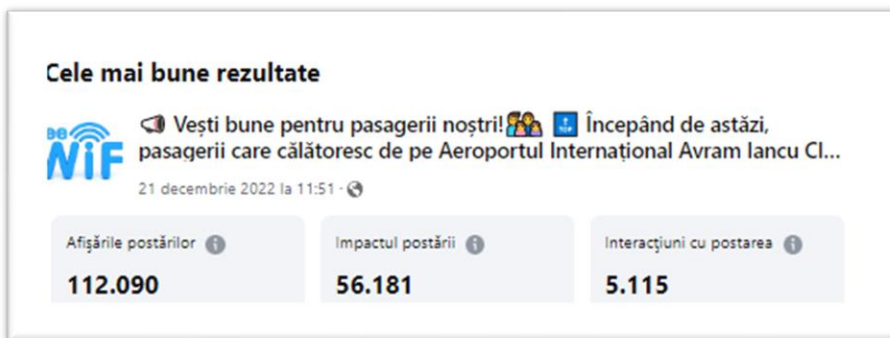 Cele mai bune rezultate
📣 Vești bune pentru pasagerii noștri!👨‍👩‍👧 🔝 Începând de astăzi,
pasagerii care călătoresc de pe Aeroportul Internațional Avram Iancu Cl...
BE
NiF
21 decembrie 2022 la 11:51 ·
Afișările postărilor
Impactul postării
Interacțiuni cu postarea
112.090
56.181
5.115